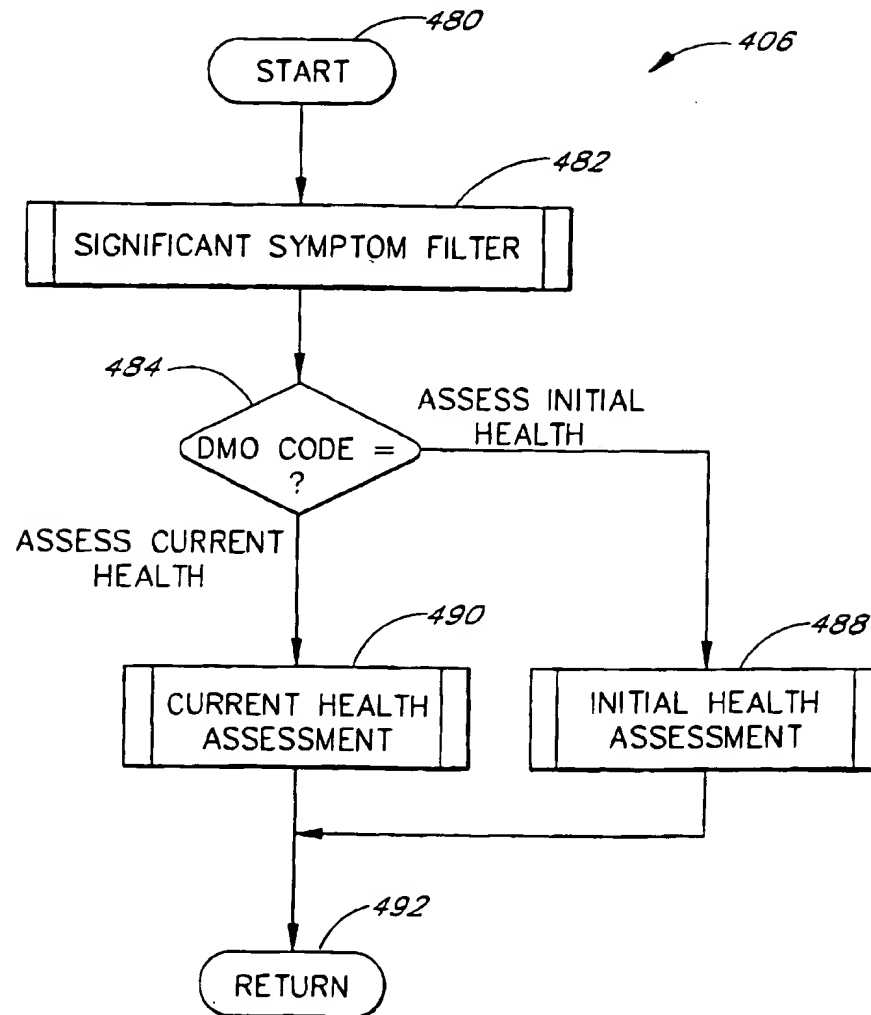 480
406
START
482
SIGNIFICANT SYMPTOM FILTER
484
ASSESS INITIAL
HEALTH
DMO CODE =
?
ASSESS CURRENT
HEALTH
490
488
CURRENT HEALTH
ASSESSMENT
INITIAL HEALTH
ASSESSMENT
492
RETURN